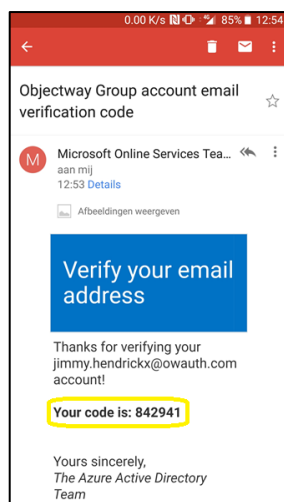 0.00 K/s 85% 12:54
Objectway Group account email
verification code
M
Microsoft Online Services Tea...
aan mij
12:53 Details
Afbeeldingen weergeven
Verify your email
address
Thanks for verifying your
jimmy.hendrickx@owauth.com
account!
Your code is: 842941
Yours sincerely,
The Azure Active Directory
Team